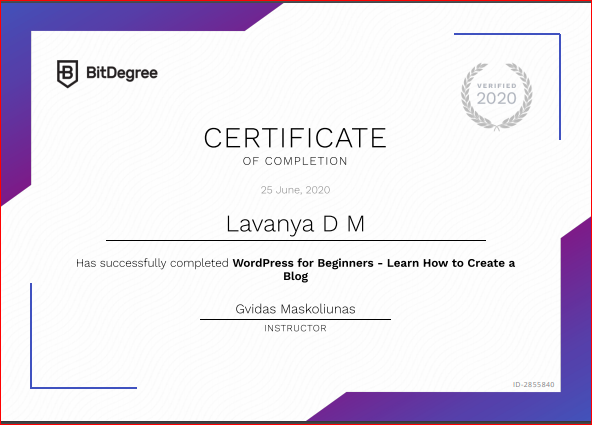 BitDegree
VERIFIED
2020
CERTIFICATE
OF COMPLETION
25 June, 2020
Lavanya D M
Has successfully completed WordPress for Beginners - Learn How to Create a
Blog
Gvidas Maskoliunas
INSTRUCTOR
ID-2855840